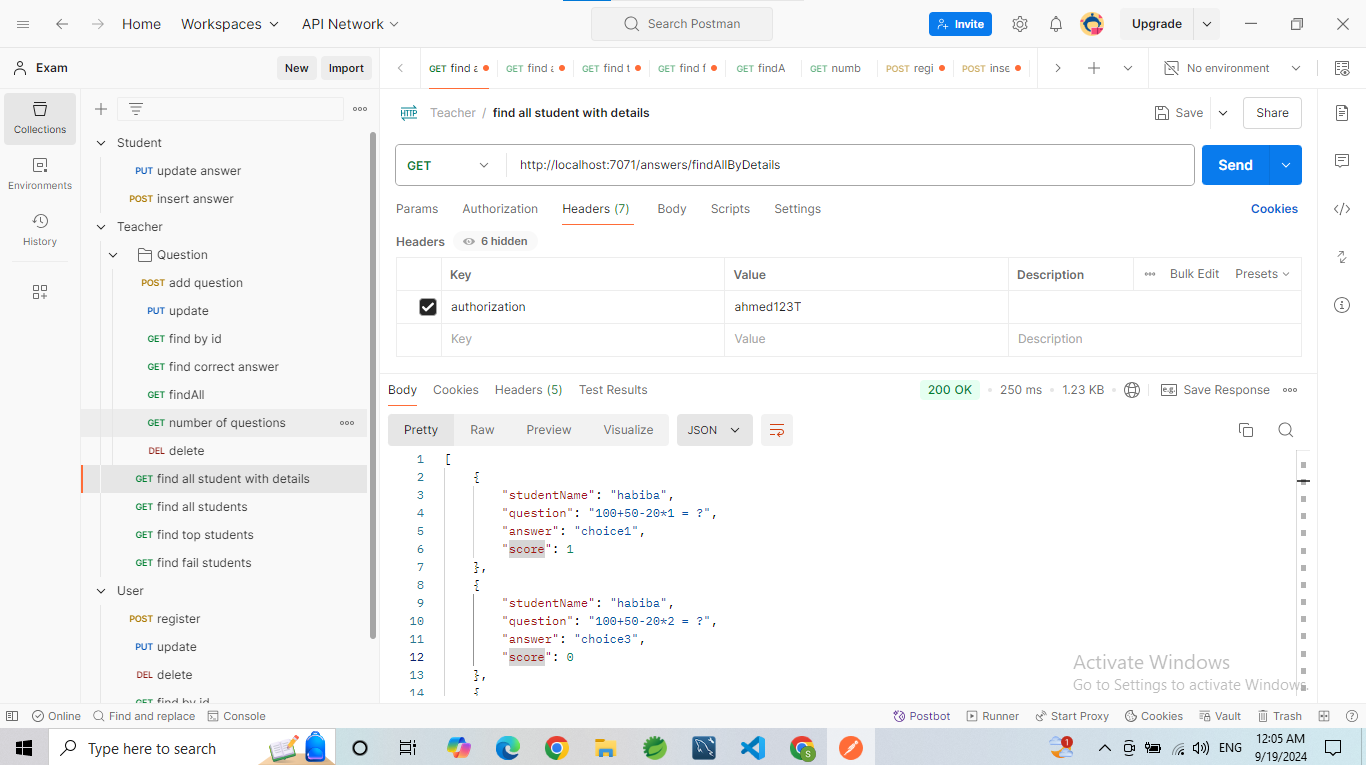 Home Workspaces API Network Search Postman Invite Upgrade
Exam New Import GET find a GET find a GET find t GET find f GET findA GET numb POST regi POST inse No environment
Collections
Environments
History
Student
PUT update answer
POST insert answer
Teacher
Question
POST add question
PUT update
GET find by id
GET find correct answer
GET findAll
GET number of questions
DEL delete
GET find all student with details
GET find all students
GET find top students
GET find fail students
User
POST register
PUT update
DEL delete
GET find by id
HTTP Teacher / find all student with details Save Share
GET http://localhost:7071/answers/findAllByDetails Send
Params Authorization Headers (7) Body Scripts Settings Cookies
Headers 6 hidden
Key Value Description Bulk Edit Presets
authorization ahmed123T
Key Value Description
Body Cookies Headers (5) Test Results 200 OK 250 ms 1.23 KB e.g. Save Response
Pretty Raw Preview Visualize JSON
1 [
2 {
3 "studentName": "habiba",
4 "question": "100+50-20*1 = ?",
5 "answer": "choice1",
6 "score": 1
7 },
8 {
9 "studentName": "habiba",
10 "question": "100+50-20*2 = ?",
11 "answer": "choice3",
12 "score": 0
13 },
14 {
Activate Windows
Go to Settings to activate Windows.
Online Find and replace Console Postbot Runner Start Proxy Cookies Vault Trash
Type here to search S 1 ENG 12:05 AM
9/19/2024